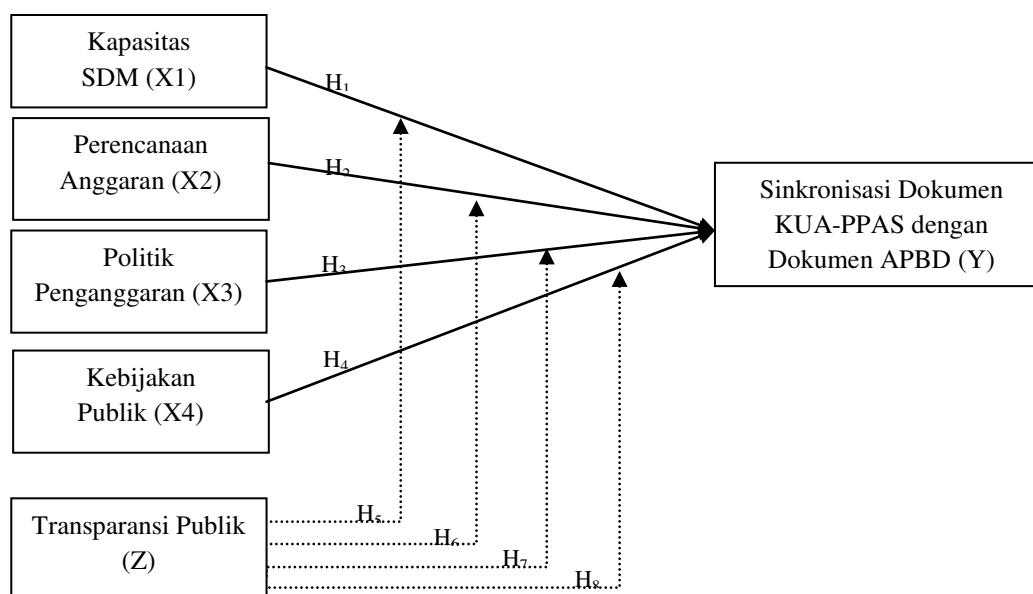 Kapasitas
SDM (X1)
H1
Perencanaan
Anggaran (X2)
H2
Politik
Penganggaran (X3)
H3
Kebijakan
Publik (X4)
H4
Sinkronisasi Dokumen
KUA-PPAS dengan
Dokumen APBD (Y)
Transparansi Publik
(Z)
H5
H6
H7
H8